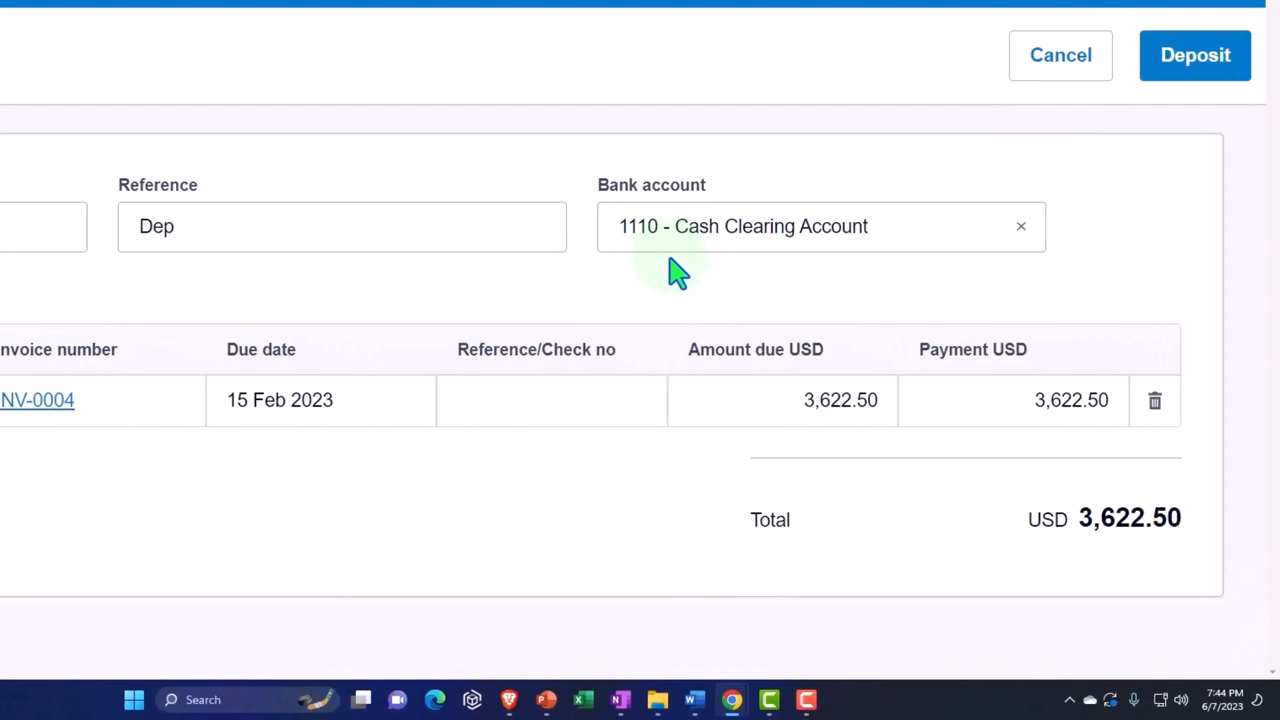 Cancel
Deposit
Reference
Bank account
Dep
1110 - Cash Clearing Account
nvoice number
Due date
Reference/Check no
Amount due USD
Payment USD
NV-0004
15 Feb 2023
3,622.50
3,622.50
Total
USD 3,622.50
Search
7:44 PM
6/7/2023